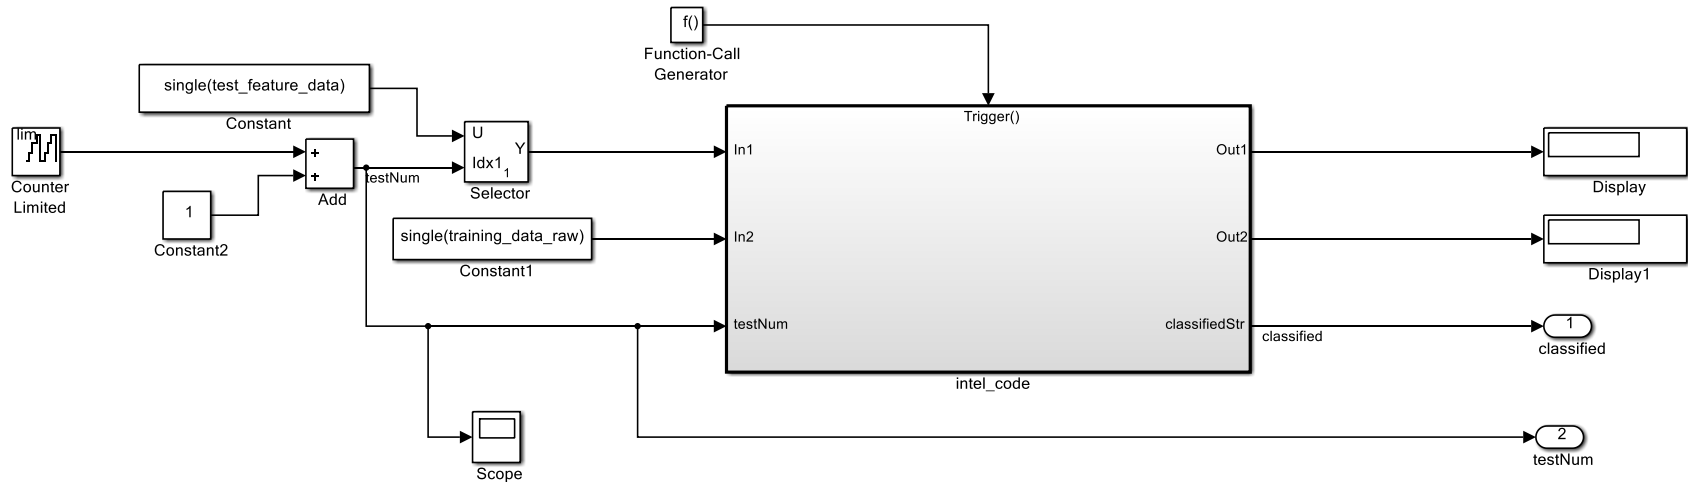 f()
Function-Call
Generator
single(test_feature_data)
Constant
lim
Counter
Limited
+
+
Add
1
Constant2
testNum
U
Idx1
Y
1
Selector
single(training_data_raw)
Constant1
Trigger()
In1
In2
testNum
Out1
Out2
classifiedStr
intel_code
Display
Display1
classified
1
classified
Scope
2
testNum